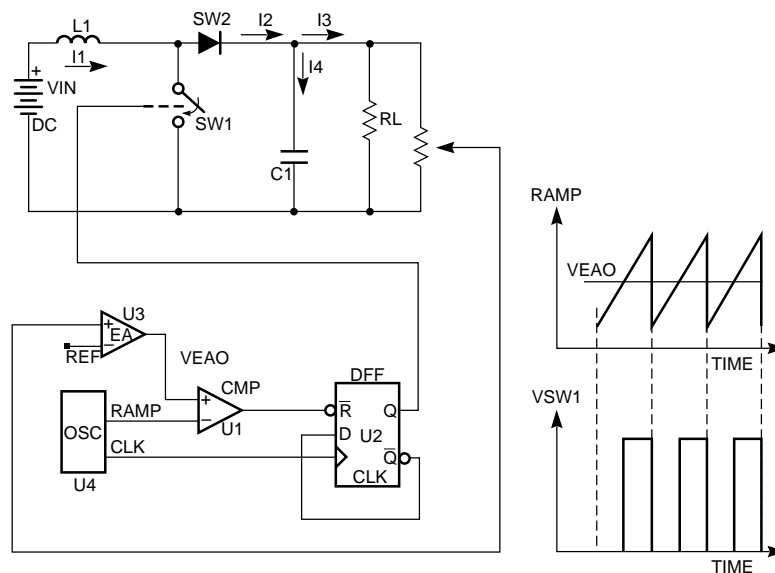 L1
SW2
I2
I3
I1
I4
+
VIN
DC
SW1
RL
C1
RAMP
VEAO
TIME
U3
+
EA
–
REF
VEAO
CMP
+
–
U1
DFF
R
Q
D
U2
Q
CLK
OSC
RAMP
CLK
U4
VSW1
TIME